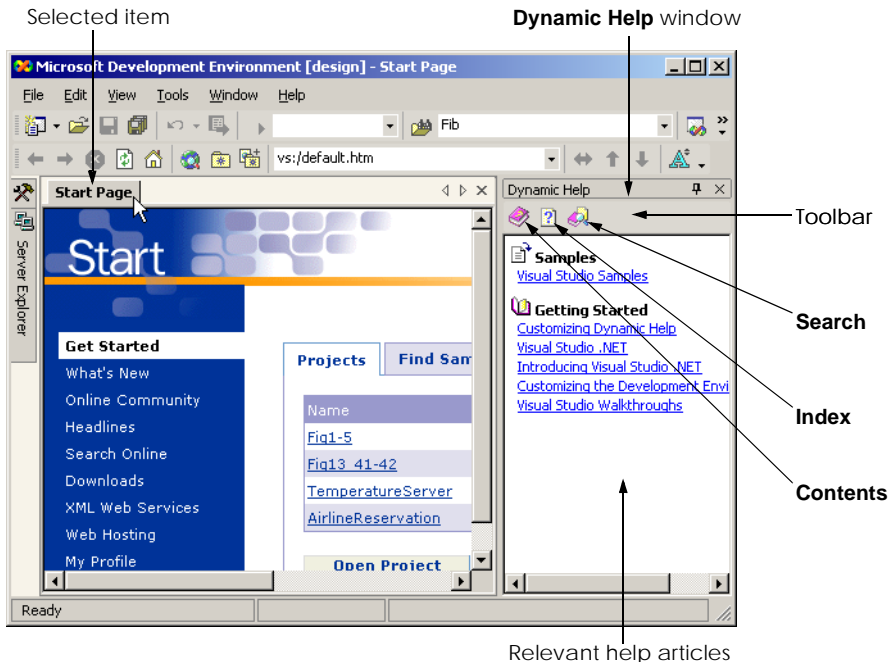 Selected item
Dynamic Help window
Microsoft Development Environment [design] - Start Page
File Edit View Tools Window Help
Fib
vs:/default.htm
Start Page
Dynamic Help
Toolbar
Server Explorer
Start
Samples
Visual Studio Samples
Getting Started
Customizing Dynamic Help
Visual Studio .NET
Introducing Visual Studio .NET
Customizing the Development Envi
Visual Studio Walkthroughs
Search
Index
Contents
Get Started
What's New
Online Community
Headlines
Search Online
Downloads
XML Web Services
Web Hosting
My Profile
Projects
Find Sam
Name
Fig1-5
Fig13_41-42
TemperatureServer
AirlineReservation
Open Project
Ready
Relevant help articles